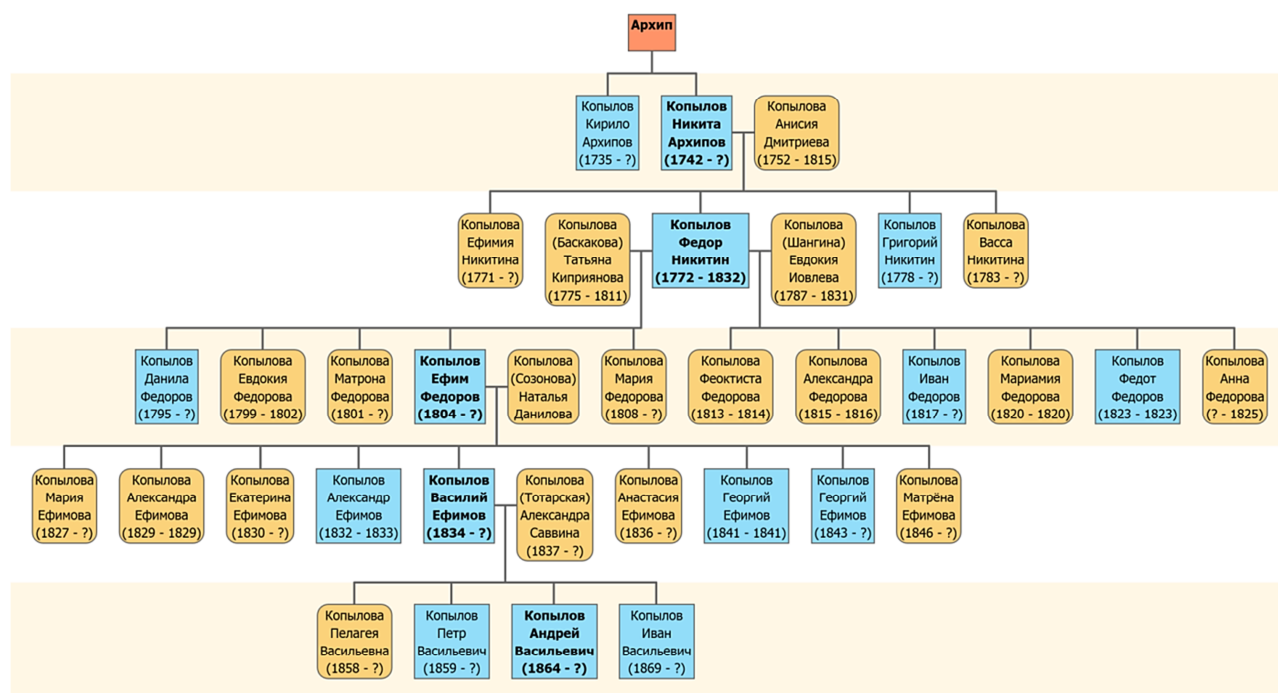 Архип
Копылов
Кирило
Архипов
(1735 - ?)
Копылов
Никита
Архипов
(1742 - ?)
Копылова
Анисия
Дмитриева
(1752 - 1815)
Копылова
Ефимия
Никитина
(1771 - ?)
Копылова
(Баскакова)
Татьяна
Киприянова
(1775 - 1811)
Копылов
Федор
Никитин
(1772 - 1832)
Копылова
(Шангина)
Евдокия
Иовлева
(1787 - 1831)
Копылов
Григорий
Никитин
(1778 - ?)
Копылова
Васса
Никитина
(1783 - ?)
Копылов
Данила
Федоров
(1795 - ?)
Копылова
Евдокия
Федорова
(1799 - 1802)
Копылова
Матрона
Федорова
(1801 - ?)
Копылов
Ефим
Федоров
(1804 - ?)
Копылова
(Созонова)
Наталья
Данилова
Копылова
Мария
Федорова
(1808 - ?)
Копылова
Феоктиста
Федорова
(1813 - 1814)
Копылова
Александра
Федорова
(1815 - 1816)
Копылов
Иван
Федоров
(1817 - ?)
Копылова
Мариамия
Федорова
(1820 - 1820)
Копылов
Федот
Федоров
(1823 - 1823)
Копылова
Анна
Федорова
(? - 1825)
Копылова
Мария
Ефимова
(1827 - ?)
Копылова
Александра
Ефимова
(1829 - 1829)
Копылова
Екатерина
Ефимова
(1830 - ?)
Копылов
Александр
Ефимов
(1832 - 1833)
Копылов
Василий
Ефимов
(1834 - ?)
Копылова
(Тотарская)
Александра
Саввина
(1837 - ?)
Копылова
Анастасия
Ефимова
(1836 - ?)
Копылов
Георгий
Ефимов
(1841 - 1841)
Копылов
Георгий
Ефимов
(1843 - ?)
Копылова
Матрёна
Ефимова
(1846 - ?)
Копылова
Пелагея
Васильевна
(1858 - ?)
Копылов
Петр
Васильевич
(1859 - ?)
Копылов
Андрей
Васильевич
(1864 - ?)
Копылов
Иван
Васильевич
(1869 - ?)